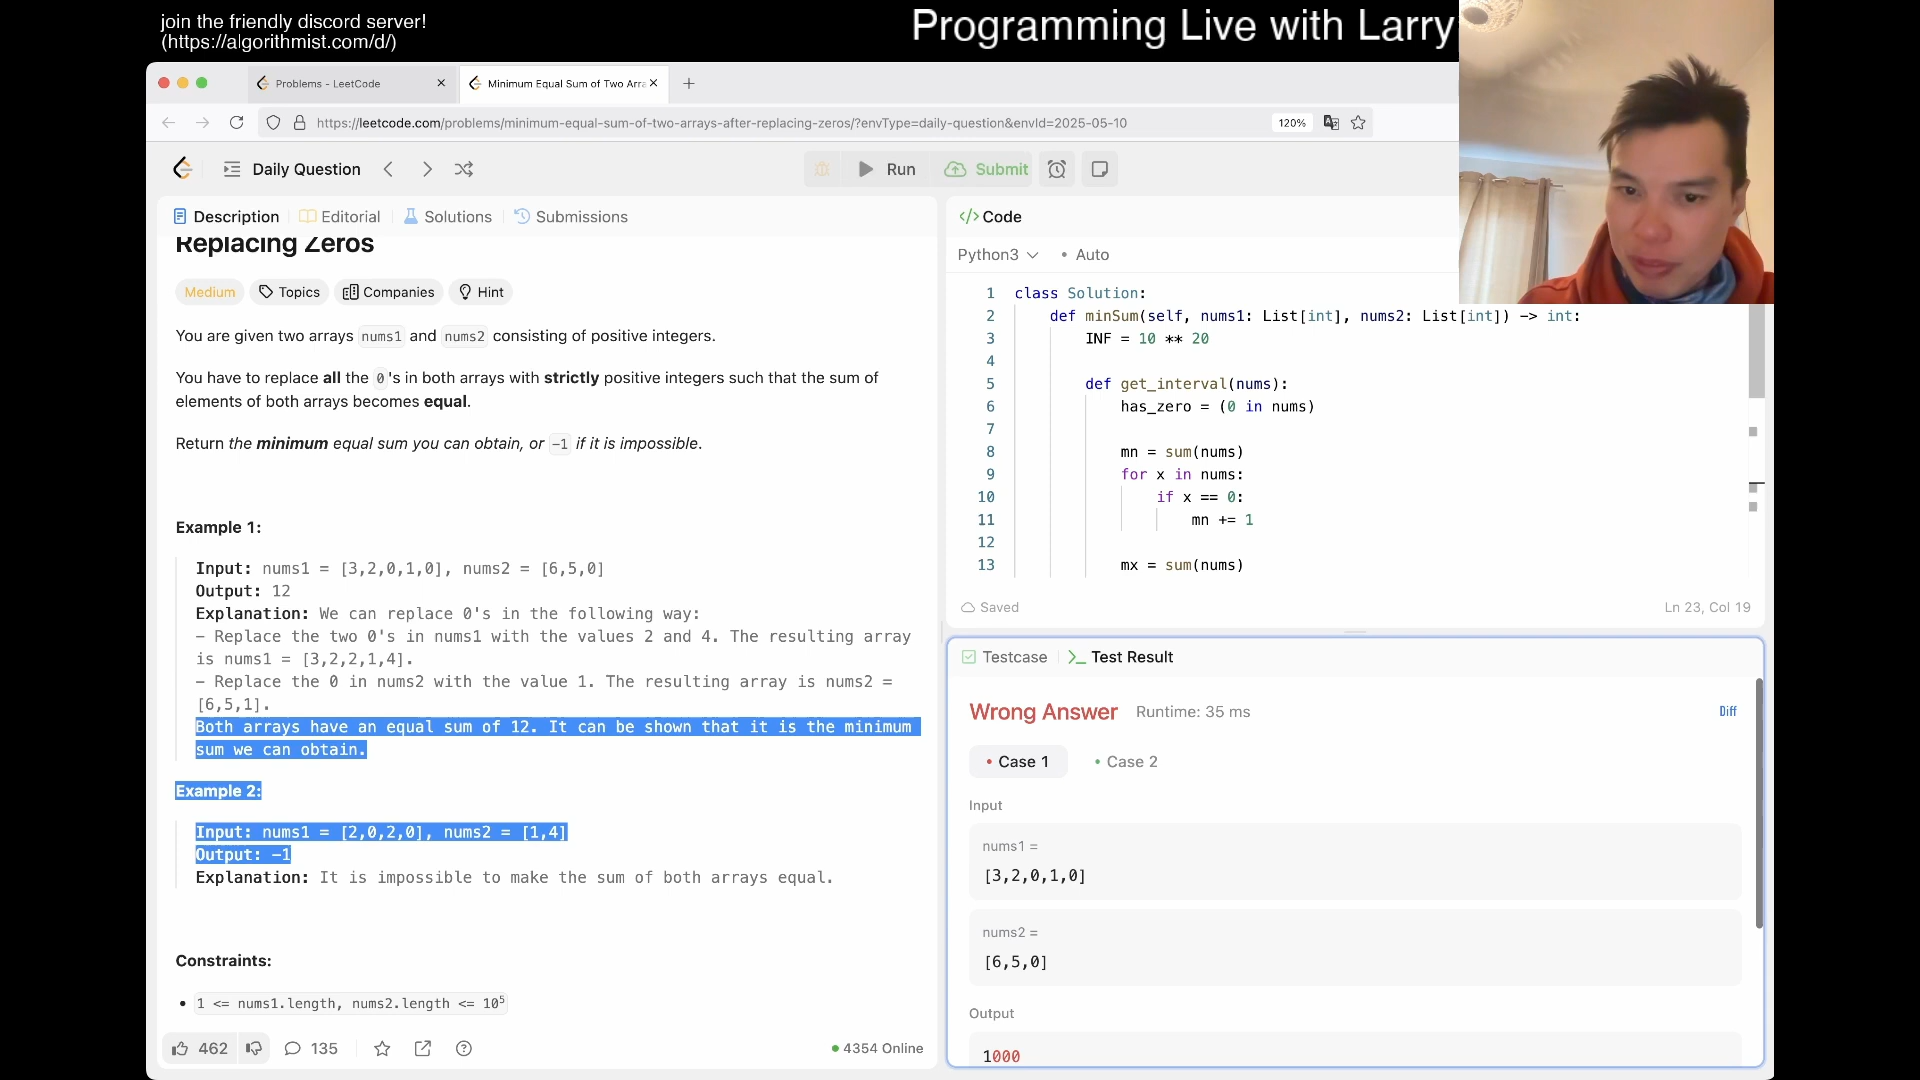 join the friendly discord server!
(https://algorithmist.com/d/)
Programming Live with Larry
Problems - LeetCode
Minimum Equal Sum of Two Arra
https://leetcode.com/problems/minimum-equal-sum-of-two-arrays-after-replacing-zeros/?envType=daily-question&envId=2025-05-10
120%
Daily Question
Run
Submit
Description
Editorial
Solutions
Submissions
Replacing Zeros
Medium
Topics
Companies
Hint
You are given two arrays nums1 and nums2 consisting of positive integers.
You have to replace all the 0's in both arrays with strictly positive integers such that the sum of
elements of both arrays becomes equal.
Return the minimum equal sum you can obtain, or -1 if it is impossible.
Example 1:
Input: nums1 = [3,2,0,1,0], nums2 = [6,5,0]
Output: 12
Explanation: We can replace 0's in the following way:
- Replace the two 0's in nums1 with the values 2 and 4. The resulting array
is nums1 = [3,2,2,1,4].
- Replace the 0 in nums2 with the value 1. The resulting array is nums2 =
[6,5,1].
Both arrays have an equal sum of 12. It can be shown that it is the minimum
sum we can obtain.
Example 2:
Input: nums1 = [2,0,2,0], nums2 = [1,4]
Output: -1
Explanation: It is impossible to make the sum of both arrays equal.
Constraints:
• 1 <= nums1.length, nums2.length <= 10⁵
462
135
4354 Online
</> Code
Python3
• Auto
1 class Solution:
2 def minSum(self, nums1: List[int], nums2: List[int]) -> int:
3 INF = 10 ** 20
4
5 def get_interval(nums):
6 has_zero = (0 in nums)
7
8 mn = sum(nums)
9 for x in nums:
10 if x == 0:
11 mn += 1
12
13 mx = sum(nums)
Saved
Ln 23, Col 19
Testcase
Test Result
Wrong Answer
Runtime: 35 ms
Diff
• Case 1
• Case 2
Input
nums1 =
[3,2,0,1,0]
nums2 =
[6,5,0]
Output
1000